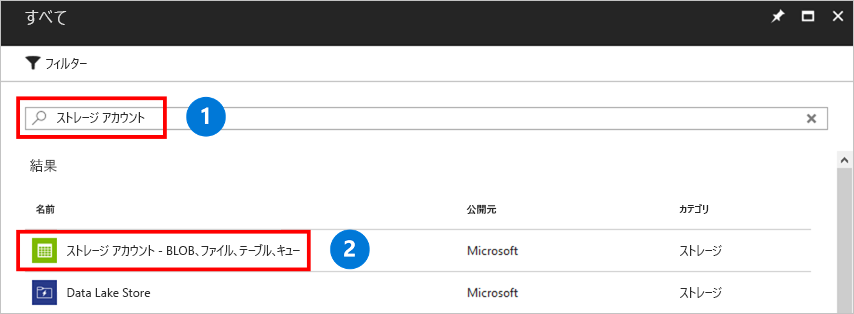 すべて
フィルター
ストレージ アカウント 1
結果
名前 公開元 カテゴリ
ストレージ アカウント - BLOB、ファイル、テーブル、キュー 2 Microsoft ストレージ
Data Lake Store Microsoft ストレージ